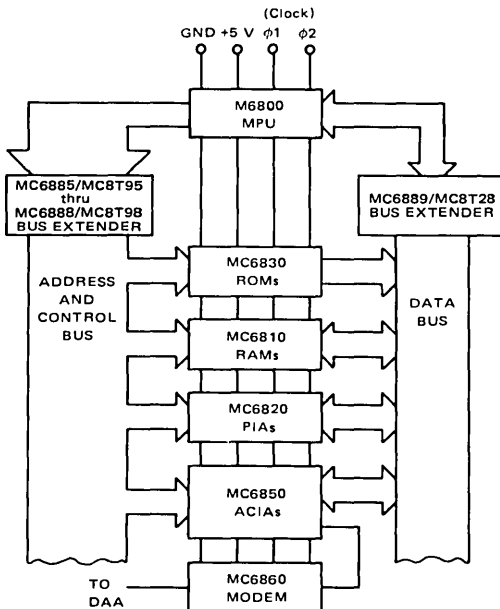 (Clock)
GND +5 V ϕ1 ϕ2
M6800
MPU
MC6885/MC8T95
thru
MC6888/MC8T98
BUS EXTENDER
MC6889/MC8T28
BUS EXTENDER
ADDRESS
AND
CONTROL
BUS
MC6830
ROMs
DATA
BUS
MC6810
RAMs
MC6820
PIAs
MC6850
ACIAs
TO
DAA
MC6860
MODEM